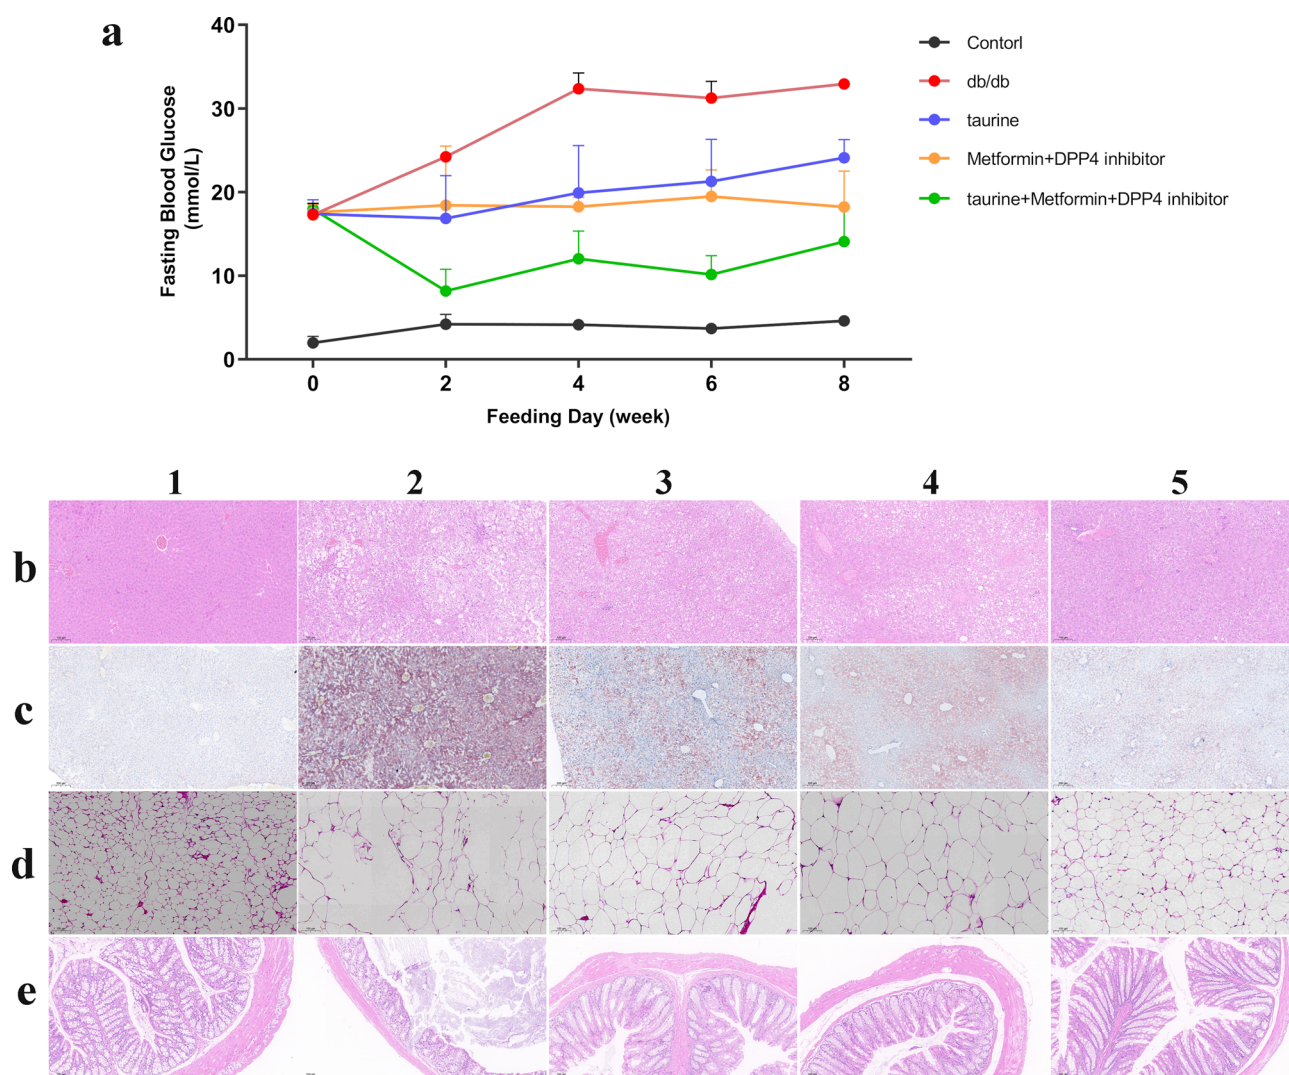 a
40
30
20
10
0
Fasting Blood Glucose
(mmol/L)
0 2 4 6 8
Feeding Day (week)
Contorl
db/db
taurine
Metformin+DPP4 inhibitor
taurine+Metformin+DPP4 inhibitor
1 2 3 4 5
b
c
d
e